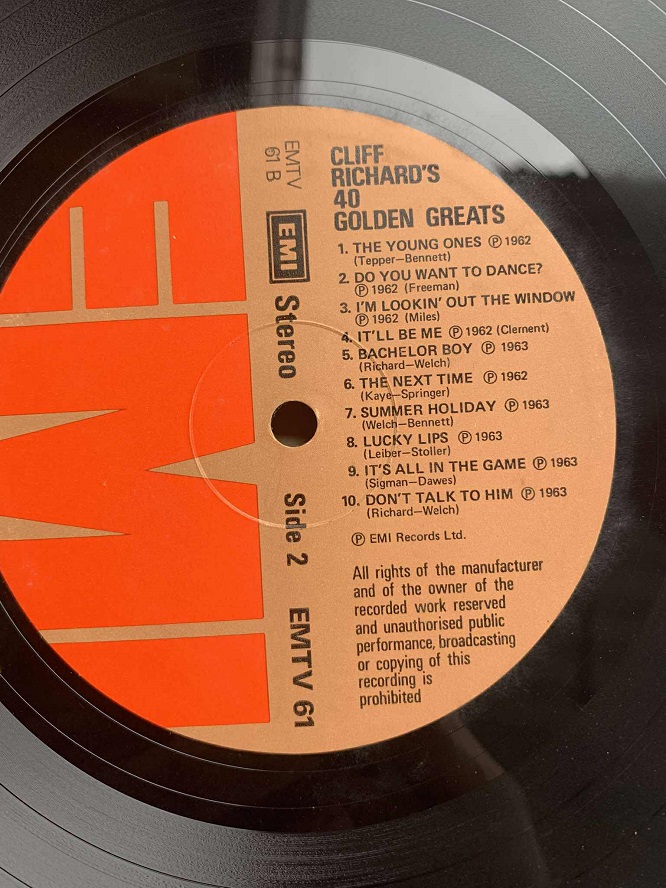 EMTV
61 B
EMI
Stereo
Side 2
EMTV 61
CLIFF
RICHARD'S
40
GOLDEN GREATS
1. THE YOUNG ONES Ⓟ 1962
(Tepper–Bennett)
2. DO YOU WANT TO DANCE?
Ⓟ 1962 (Freeman)
3. I'M LOOKIN' OUT THE WINDOW
Ⓟ 1962 (Miles)
4. IT'LL BE ME Ⓟ 1962 (Clement)
5. BACHELOR BOY Ⓟ 1963
(Richard–Welch)
6. THE NEXT TIME Ⓟ 1962
(Kaye–Springer)
7. SUMMER HOLIDAY Ⓟ 1963
(Welch–Bennett)
8. LUCKY LIPS Ⓟ 1963
(Leiber–Stoller)
9. IT'S ALL IN THE GAME Ⓟ 1963
(Sigman–Dawes)
10. DON'T TALK TO HIM Ⓟ 1963
(Richard–Welch)
Ⓟ EMI Records Ltd.
All rights of the manufacturer
and of the owner of the
recorded work reserved
and unauthorised public
performance, broadcasting
or copying of this
recording is
prohibited
EMI